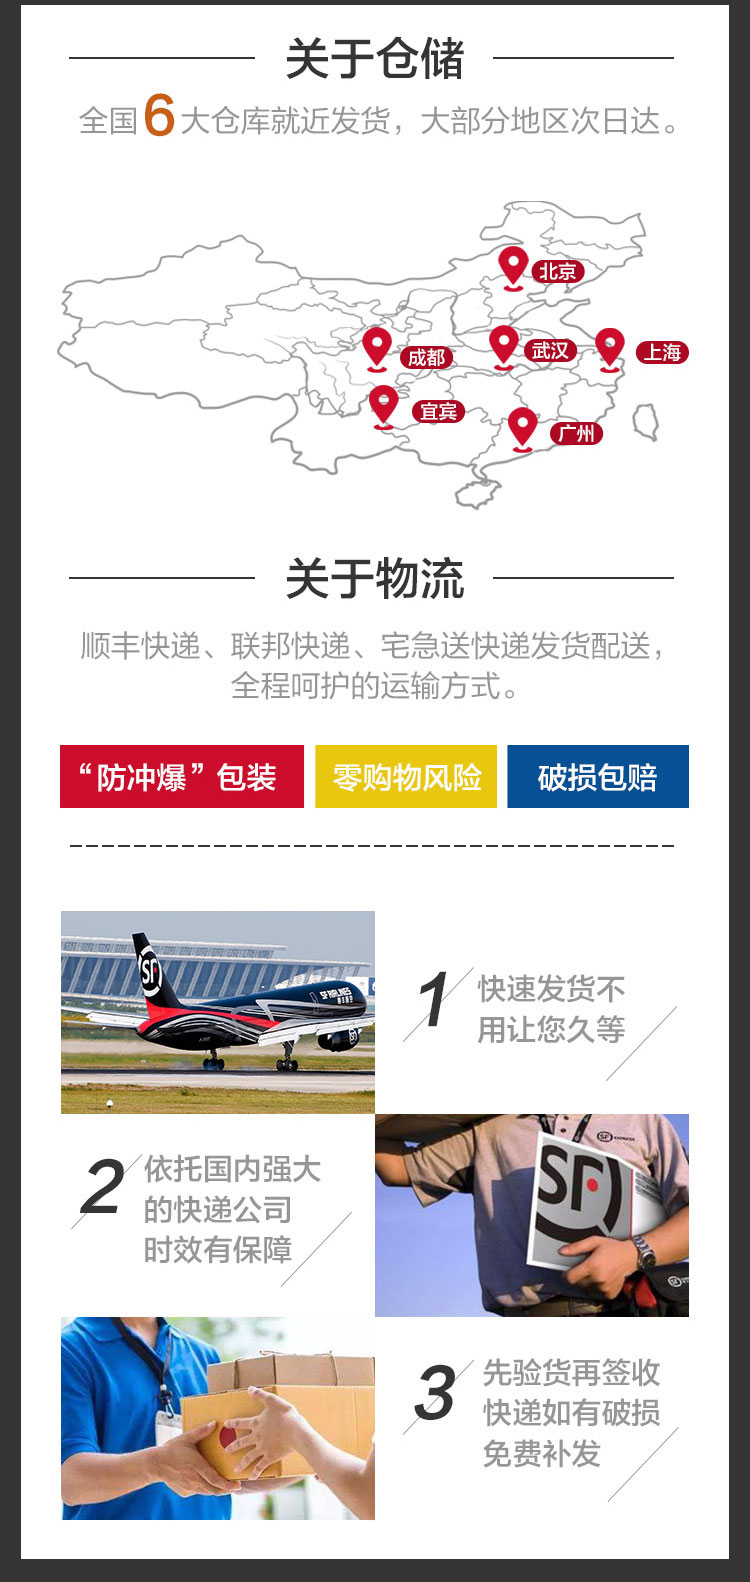 关于仓储
全国6大仓库就近发货，大部分地区次日达。
北京
成都
武汉
上海
宜宾
广州
关于物流
顺丰快递、联邦快递、宅急送快递发货配送，
全程呵护的运输方式。
“防冲爆”包装
零购物风险
破损包赔
SF
SF AIRLINES
1
快速发货不
用让您久等
2
依托国内强大
的快递公司
时效有保障
SF
SF
3
先验货再签收
快递如有破损
免费补发